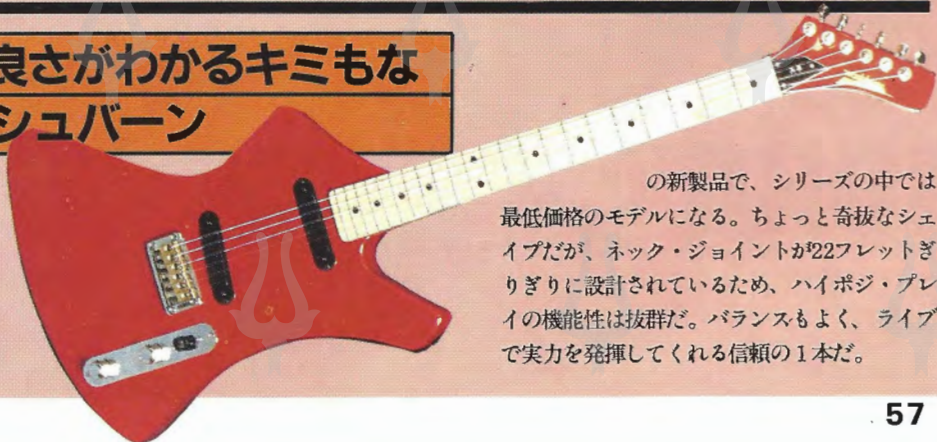 良さがわかるキミもな
シュバーン
の新製品で、シリーズの中では
最低価格のモデルになる。ちょっと奇抜なシェ
イプだが、ネック・ジョイントが22フレットぎ
りぎりに設計されているため、ハイポジ・プレ
イの機能性は抜群だ。バランスもよく、ライブ
で実力を発揮してくれる信頼の1本だ。
57